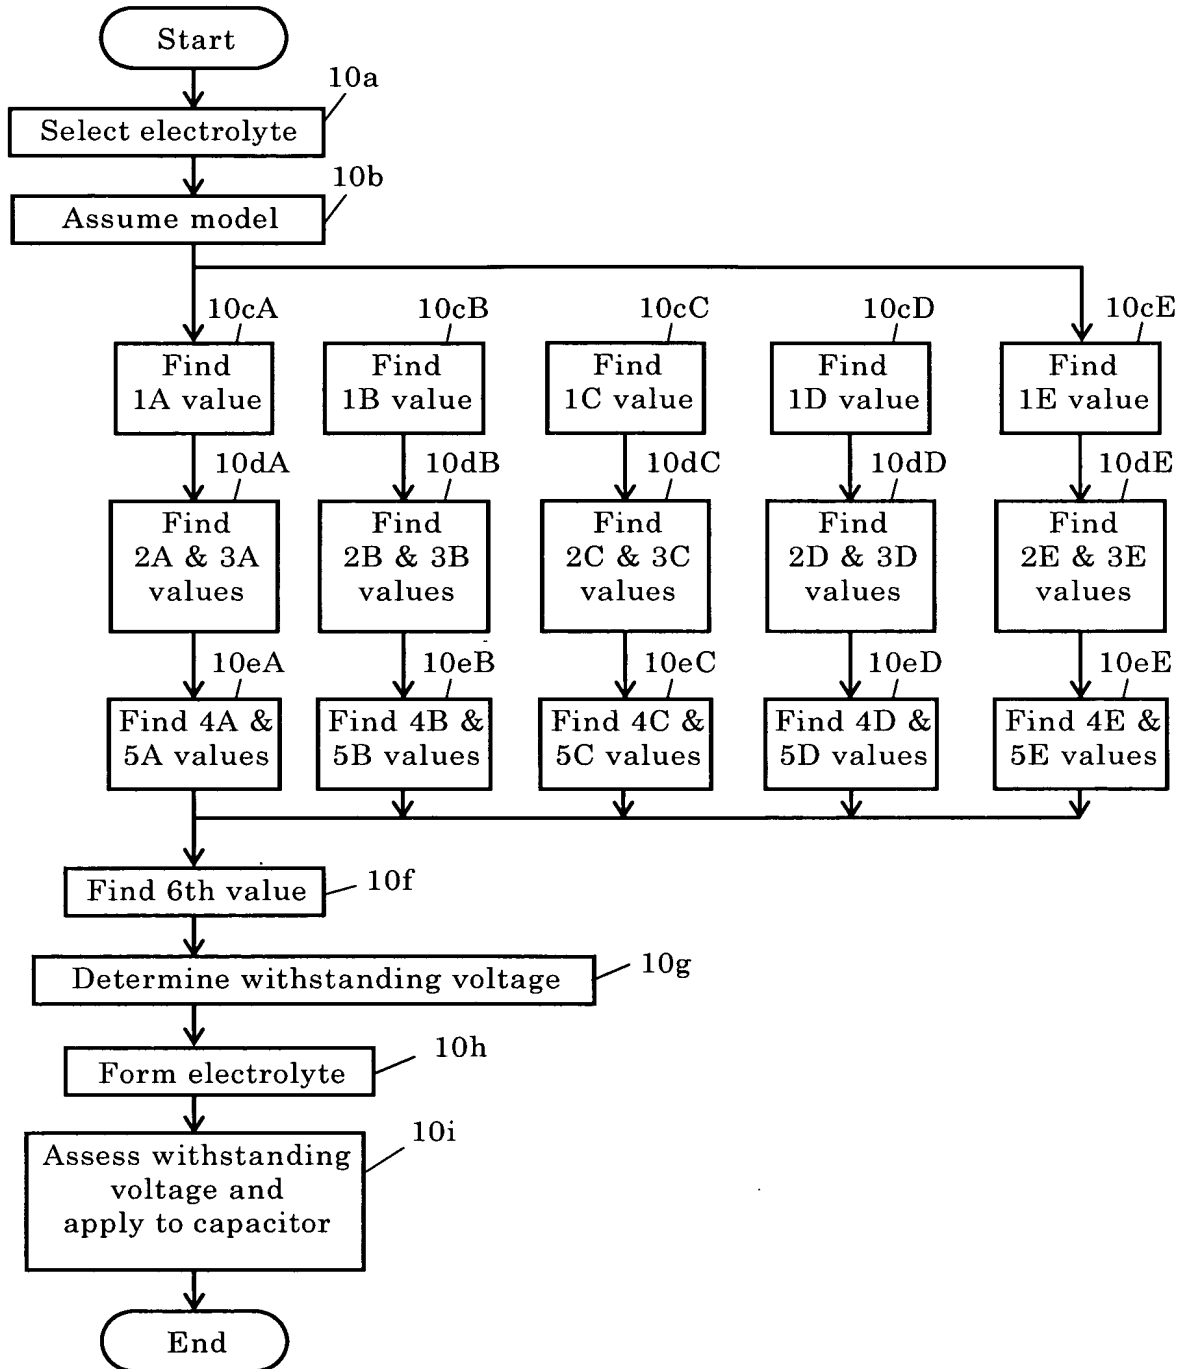 Start
10a
Select electrolyte
10b
Assume model
10cA
10cB
10cC
10cD
10cE
Find
1A value
Find
1B value
Find
1C value
Find
1D value
Find
1E value
10dA
10dB
10dC
10dD
10dE
Find
2A & 3A
values
Find
2B & 3B
values
Find
2C & 3C
values
Find
2D & 3D
values
Find
2E & 3E
values
10eA
10eB
10eC
10eD
10eE
Find 4A &
5A values
Find 4B &
5B values
Find 4C &
5C values
Find 4D &
5D values
Find 4E &
5E values
Find 6th value
10f
Determine withstanding voltage
10g
Form electrolyte
10h
Assess withstanding
voltage and
apply to capacitor
10i
End